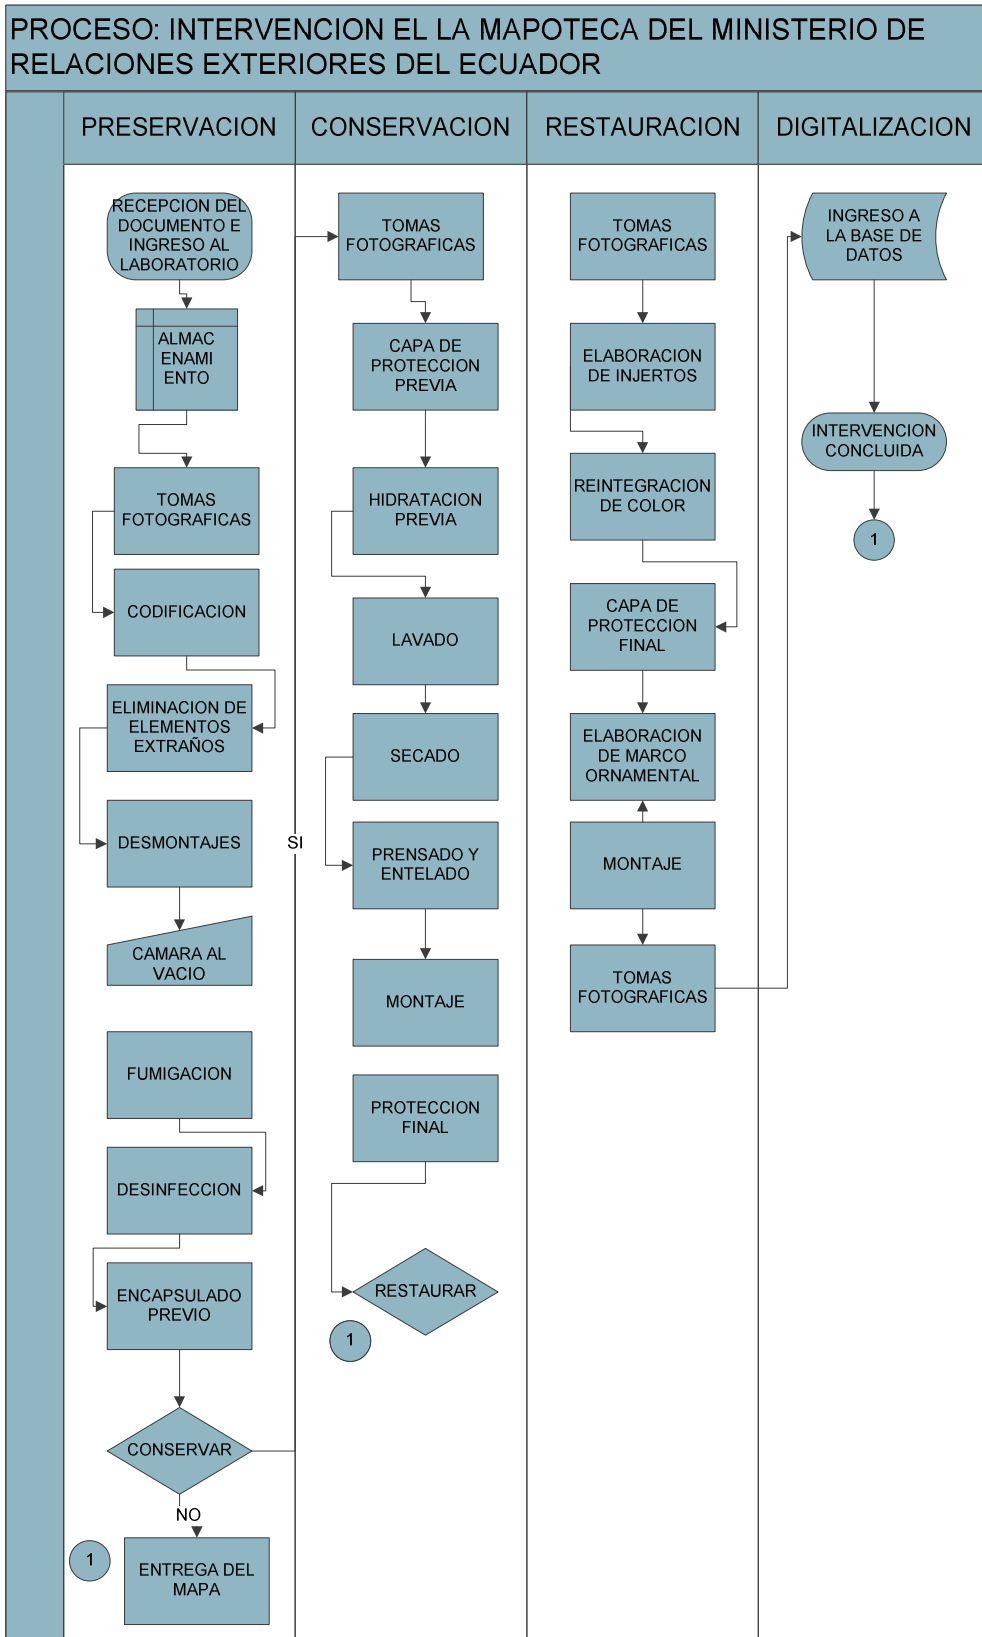 PROCESO: INTERVENCION EL LA MAPOTECA DEL MINISTERIO DE
RELACIONES EXTERIORES DEL ECUADOR
PRESERVACION
CONSERVACION
RESTAURACION
DIGITALIZACION
RECEPCION DEL
DOCUMENTO E
INGRESO AL
LABORATORIO
ALMAC
ENAMI
ENTO
TOMAS
FOTOGRAFICAS
CODIFICACION
ELIMINACION DE
ELEMENTOS
EXTRAÑOS
DESMONTAJES
CAMARA AL
VACIO
FUMIGACION
DESINFECCION
ENCAPSULADO
PREVIO
CONSERVAR
NO
1
ENTREGA DEL
MAPA
SI
TOMAS
FOTOGRAFICAS
CAPA DE
PROTECCION
PREVIA
HIDRATACION
PREVIA
LAVADO
SECADO
PRENSADO Y
ENTELADO
MONTAJE
PROTECCION
FINAL
RESTAURAR
1
TOMAS
FOTOGRAFICAS
ELABORACION
DE INJERTOS
REINTEGRACION
DE COLOR
CAPA DE
PROTECCION
FINAL
ELABORACION
DE MARCO
ORNAMENTAL
MONTAJE
TOMAS
FOTOGRAFICAS
INGRESO A
LA BASE DE
DATOS
INTERVENCION
CONCLUIDA
1